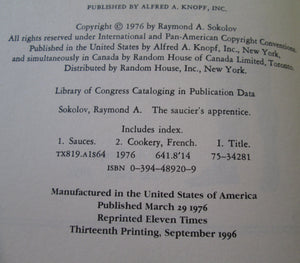 PUBLISHED BY ALFRED A. KNOPF, INC.
Copyright © 1976 by Raymond A. Sokolov
All rights reserved under International and Pan-American Copyright Conventions.
Published in the United States by Alfred A. Knopf, Inc., New York,
and simultaneously in Canada by Random House of Canada Limited, Toronto.
Distributed by Random House, Inc., New York.
Library of Congress Cataloging in Publication Data
Sokolov, Raymond A. The saucier's apprentice.
Includes index.
1. Sauces. 2. Cookery, French. I. Title.
TX819.A1S64 1976 641.8'14 75-34281
ISBN 0-394-48920-9
Manufactured in the United States of America
Published March 29 1976
Reprinted Eleven Times
Thirteenth Printing, September 1996